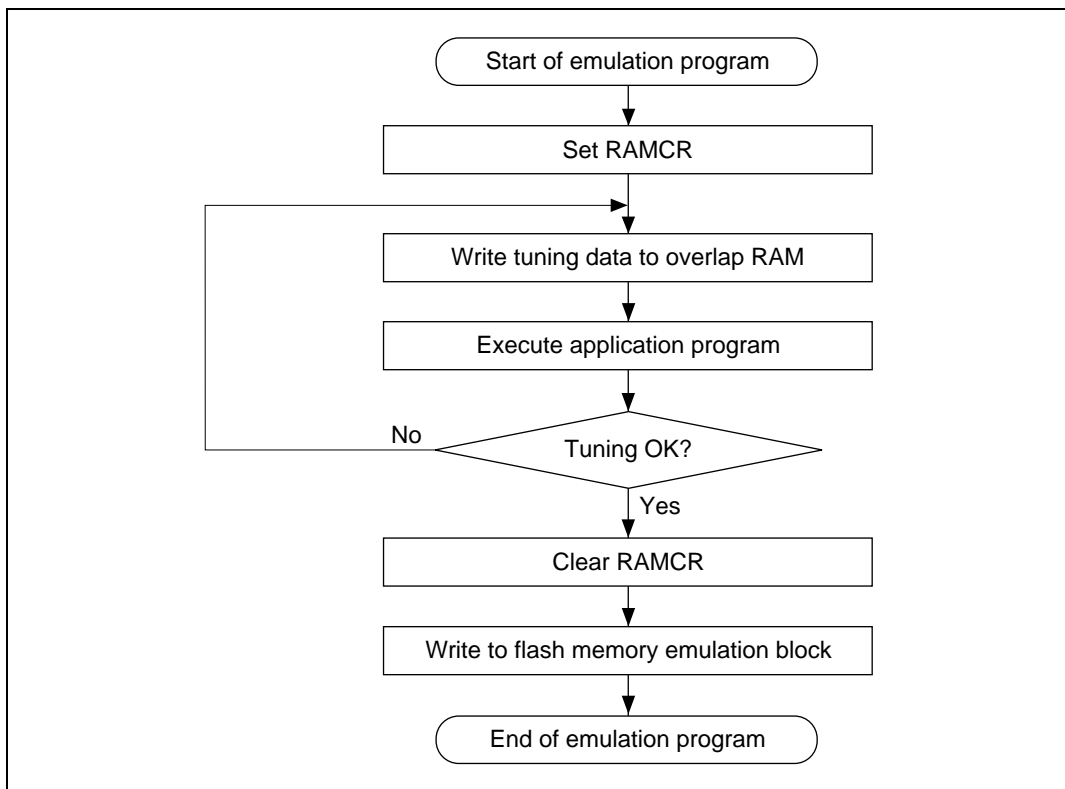 Start of emulation program
Set RAMCR
Write tuning data to overlap RAM
Execute application program
Tuning OK?
No
Yes
Clear RAMCR
Write to flash memory emulation block
End of emulation program